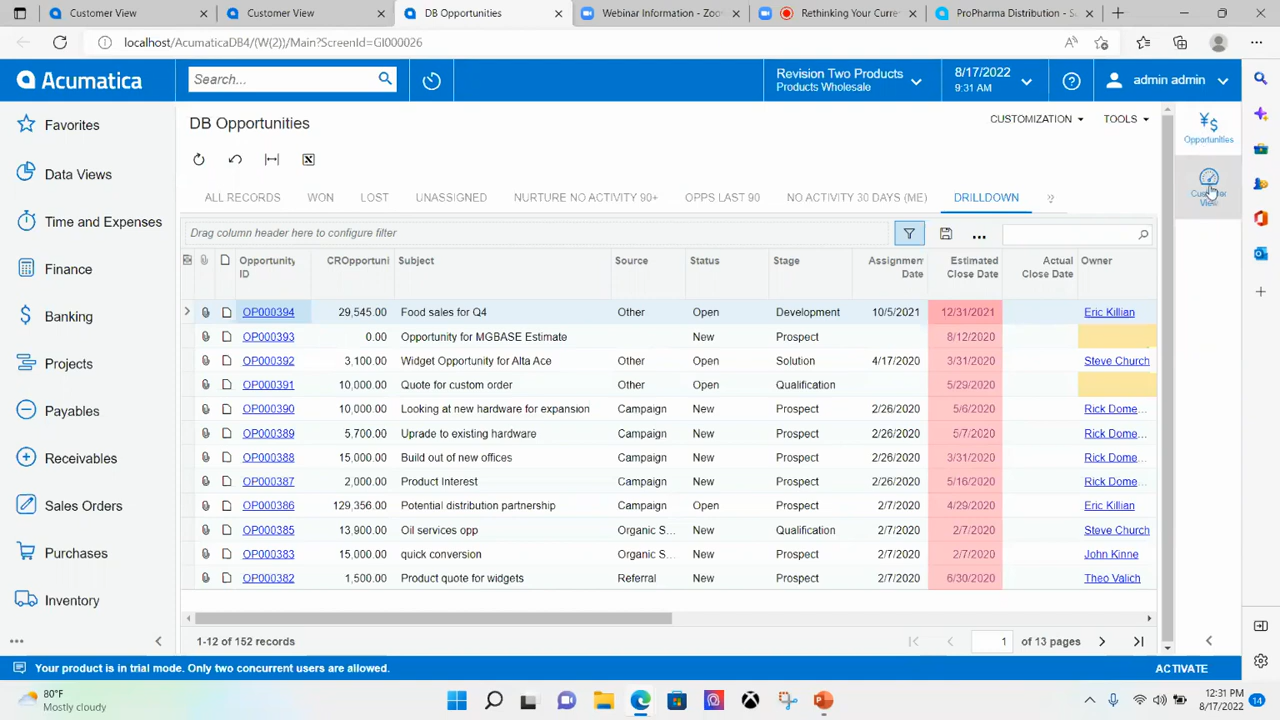 Customer View
Customer View
DB Opportunities
Webinar Information - Zoo
Rethinking Your Curre
ProPharma Distribution - S
localhost/AcumaticaDB4/(W(2))/Main?ScreenId=GI000026
Acumatica
Search...
Revision Two Products
Products Wholesale
8/17/2022
9:31 AM
admin admin
Favorites
Data Views
Time and Expenses
Finance
Banking
Projects
Payables
Receivables
Sales Orders
Purchases
Inventory
DB Opportunities
CUSTOMIZATION
TOOLS
Opportunities
Customer
View
ALL RECORDS WON LOST UNASSIGNED NURTURE NO ACTIVITY 90+ OPPS LAST 90 NO ACTIVITY 30 DAYS (ME) DRILLDOWN
Drag column header here to configure filter
Opportunity ID CROpportuni Subject Source Status Stage Assignment Date Estimated Close Date Actual Close Date Owner
OP000394 29,545.00 Food sales for Q4 Other Open Development 10/5/2021 12/31/2021 Eric Killian
OP000393 0.00 Opportunity for MGBASE Estimate New Prospect 8/12/2020
OP000392 3,100.00 Widget Opportunity for Alta Ace Other Open Solution 4/17/2020 3/31/2020 Steve Church
OP000391 10,000.00 Quote for custom order Other Open Qualification 5/29/2020
OP000390 10,000.00 Looking at new hardware for expansion Campaign New Prospect 2/26/2020 5/6/2020 Rick Dome...
OP000389 5,700.00 Uprade to existing hardware Campaign New Prospect 2/26/2020 5/7/2020 Rick Dome...
OP000388 15,000.00 Build out of new offices Campaign New Prospect 2/26/2020 3/31/2020 Rick Dome...
OP000387 2,000.00 Product Interest Campaign New Prospect 2/26/2020 5/16/2020 Rick Dome...
OP000386 129,356.00 Potential distribution partnership Campaign Open Prospect 2/7/2020 4/29/2020 Eric Killian
OP000385 13,900.00 Oil services opp Organic S... New Qualification 2/7/2020 2/7/2020 Steve Church
OP000383 15,000.00 quick conversion Organic S... New Prospect 2/7/2020 2/7/2020 John Kinne
OP000382 1,500.00 Product quote for widgets Referral New Prospect 2/7/2020 6/30/2020 Theo Valich
1-12 of 152 records
1 of 13 pages
Your product is in trial mode. Only two concurrent users are allowed.
ACTIVATE
80°F
Mostly cloudy
12:31 PM
8/17/2022
14